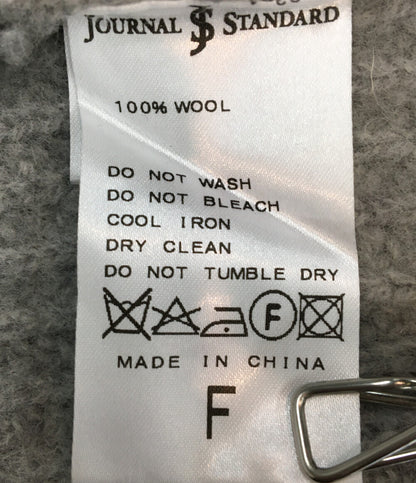 JOURNAL JS STANDARD
100% WOOL
DO NOT WASH
DO NOT BLEACH
COOL IRON
DRY CLEAN
DO NOT TUMBLE DRY
F
MADE IN CHINA
F